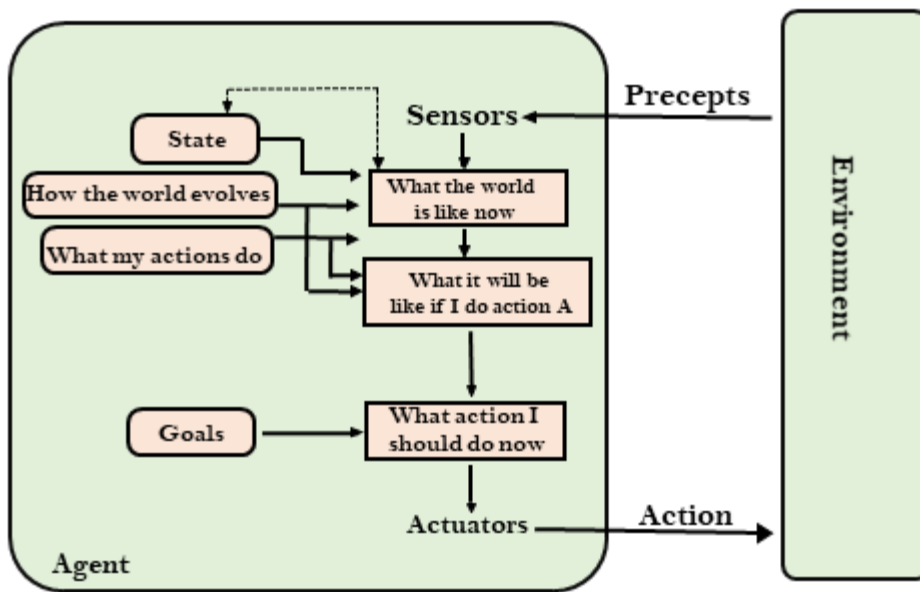 Precepts
Sensors
State
What the world
is like now
How the world evolves
What my actions do
What it will be
like if I do action A
What action I
should do now
Goals
Actuators
Action
Agent
Environment